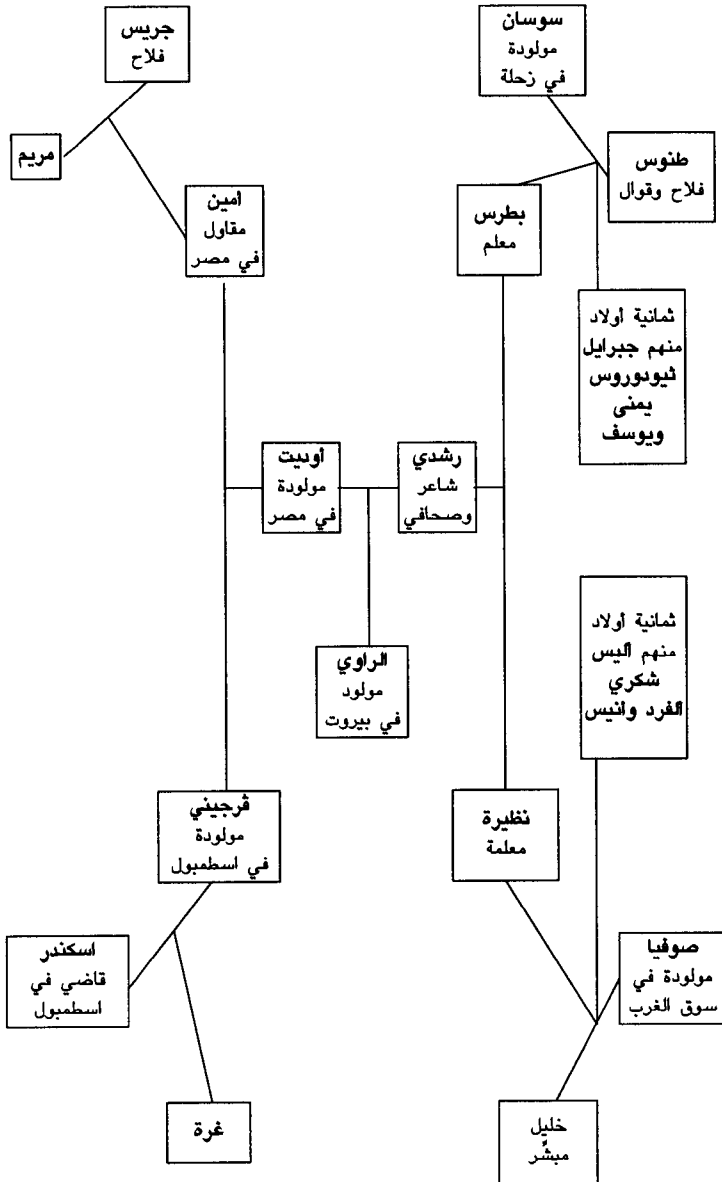 سوسان
مولودة
في زحلة
جريس
فلاح
طنوس
فلاح وقوال
مريم
بطرس
معلم
أمين
مقاول
في مصر
ثمانية أولاد
منهم جبرايل
ثيودوروس
يمنى
ويوسف
رشدي
شاعر
وصحافي
أوديت
مولودة
في مصر
ثمانية أولاد
منهم أليس
شكري
ألفرد وانيس
الراوي
مولود
في بيروت
نظيرة
معلمة
ڤرجيني
مولودة
في اسطمبول
صوفيا
مولودة في
سوق الغرب
اسكندر
قاضي في
اسطمبول
خليل
مبشّر
غرة